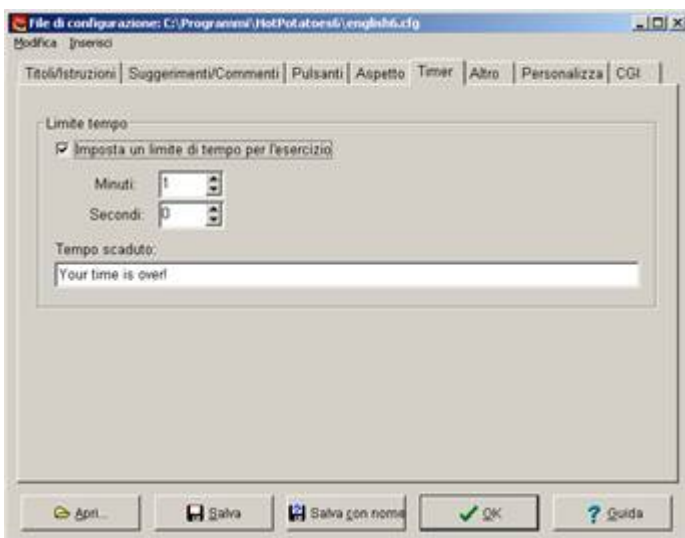 File di configurazione: C:\Programmi\HotPotatoes6\english6.cfg
Modifica Inserisci
Titoli/Istruzioni Suggerimenti/Commenti Pulsanti Aspetto Timer Altro Personalizza CGI
Limite tempo
Imposta un limite di tempo per l'esercizio
Minuti: 1
Secondi: 0
Tempo scaduto:
Your time is over!
Apri... Salva Salva con nome OK Guida